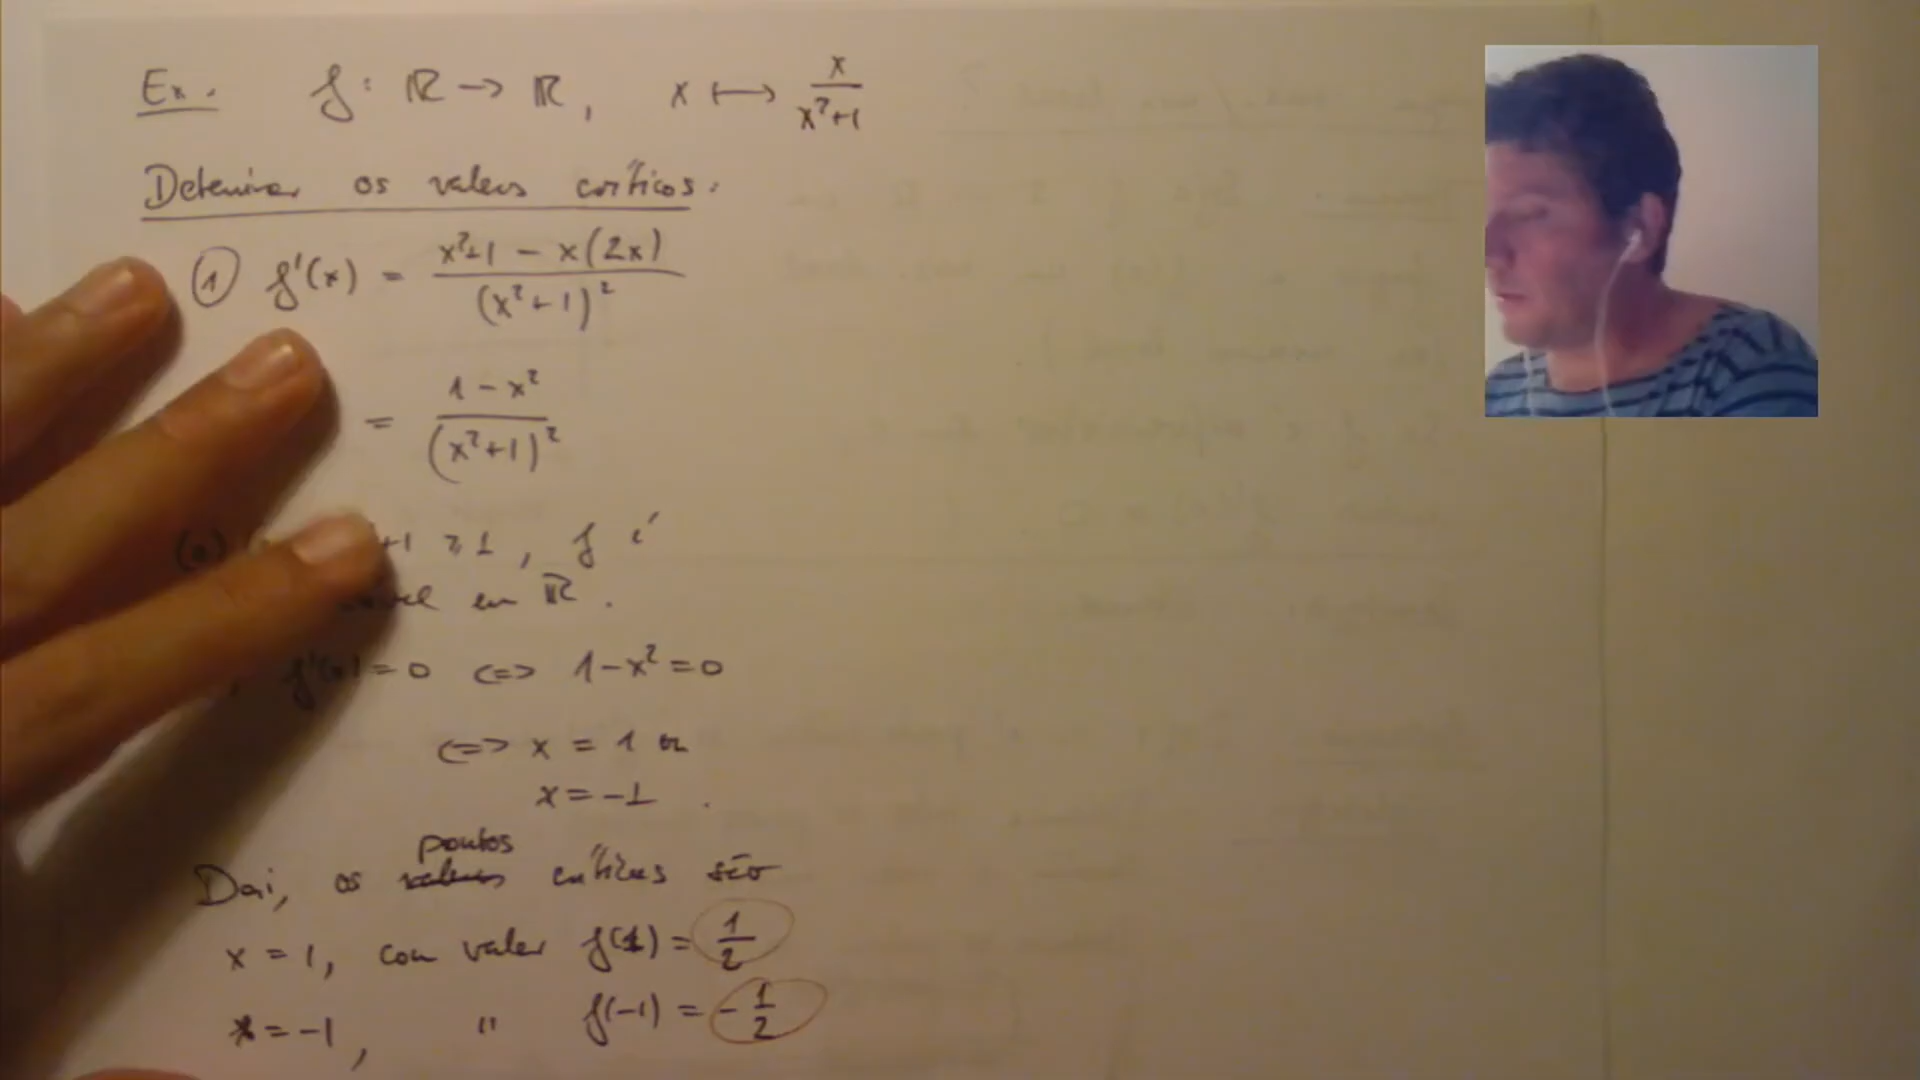 Ex. f: ℝ → ℝ, x ↦ x/(x²+1)
Determinar os valores críticos:
① f'(x) = (x²+1 - x(2x))/(x²+1)²
= (1 - x²)/(x²+1)²
(a) +1 ≥ 1, f é
em ℝ.
f'(x) = 0 <=> 1-x² = 0
<=> x = 1 ou
x = -1.
pontos
Daí, os valores críticos são
x = 1, com valor f(1) = 1/2
x = -1, " f(-1) = -1/2